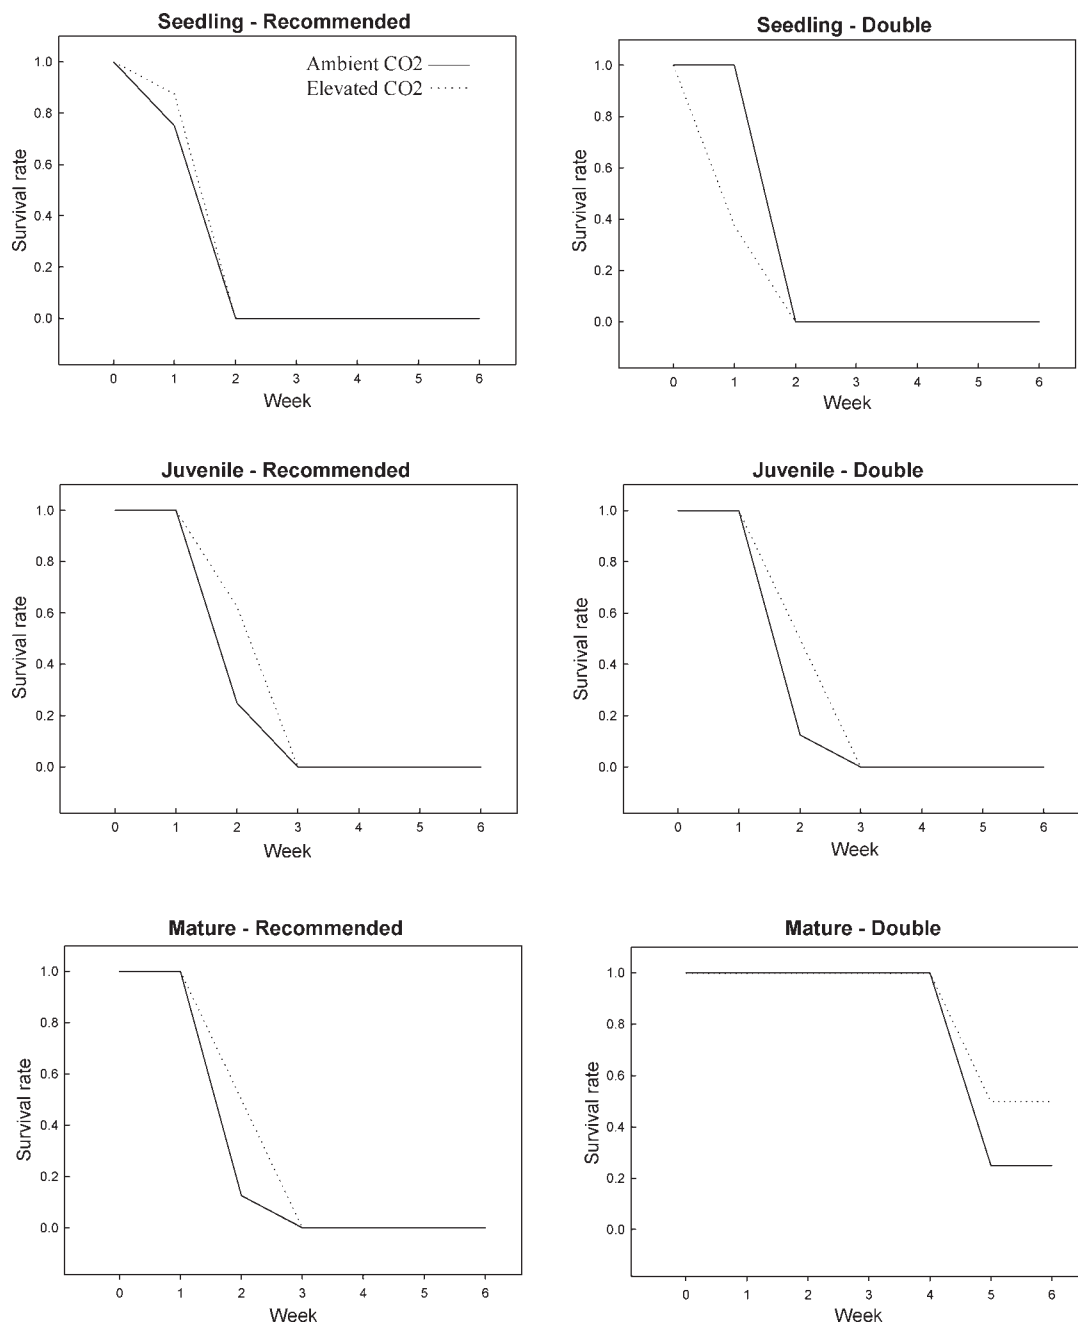 Seedling - Recommended
Ambient CO2
Elevated CO2
1.0
0.8
0.6
0.4
0.2
0.0
Survival rate
0 1 2 3 4 5 6
Week
Seedling - Double
1.0
0.8
0.6
0.4
0.2
0.0
Survival rate
0 1 2 3 4 5 6
Week
Juvenile - Recommended
1.0
0.8
0.6
0.4
0.2
0.0
Survival rate
0 1 2 3 4 5 6
Week
Juvenile - Double
1.0
0.8
0.6
0.4
0.2
0.0
Survival rate
0 1 2 3 4 5 6
Week
Mature - Recommended
1.0
0.8
0.6
0.4
0.2
0.0
Survival rate
0 1 2 3 4 5 6
Week
Mature - Double
1.0
0.8
0.6
0.4
0.2
0.0
Survival rate
0 1 2 3 4 5 6
Week